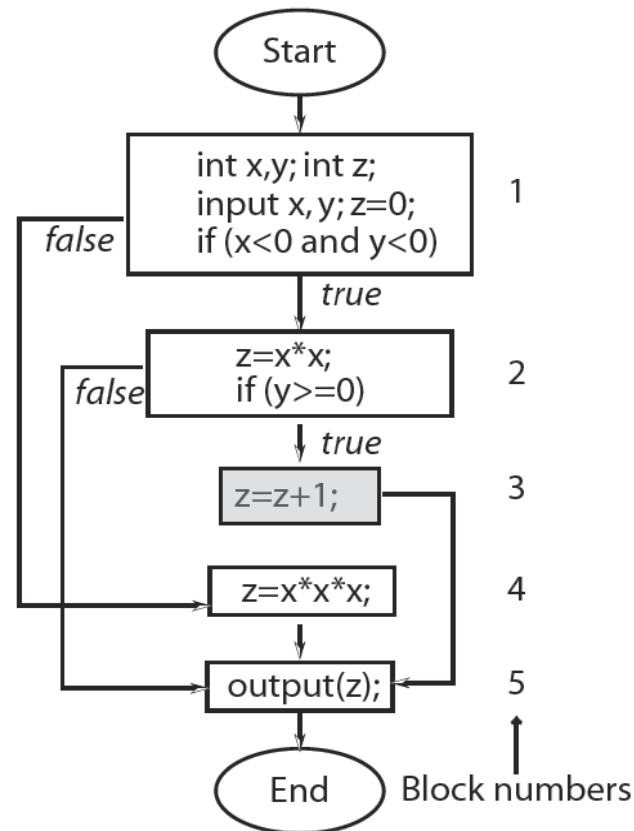 Start
int x,y; int z;
input x, y; z=0;
if (x<0 and y<0)
1
false
true
z=x*x;
if (y>=0)
2
false
true
z=z+1;
3
z=x*x*x;
4
output(z);
5
End
Block numbers